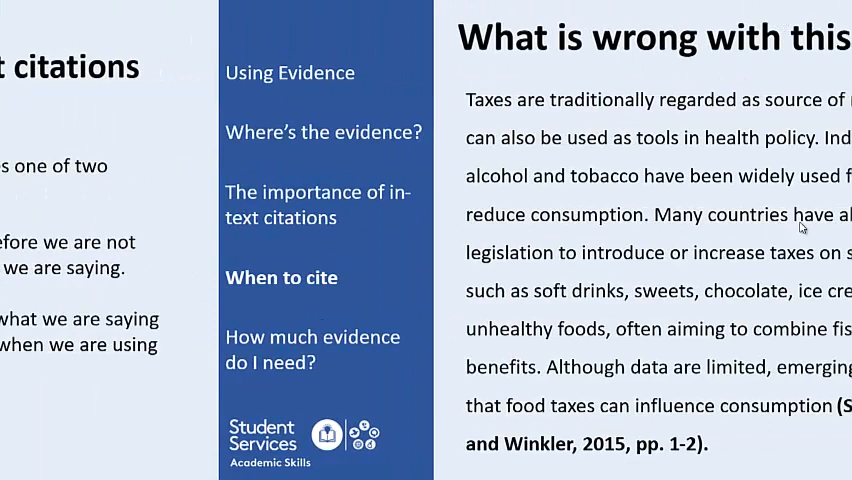 t citations
s one of two
efore we are not
we are saying.
what we are saying
when we are using
Using Evidence
Where's the evidence?
The importance of in-
text citations
When to cite
How much evidence
do I need?
Student
Services
Academic Skills
What is wrong with this
Taxes are traditionally regarded as source of
can also be used as tools in health policy. Ind
alcohol and tobacco have been widely used f
reduce consumption. Many countries have al
legislation to introduce or increase taxes on s
such as soft drinks, sweets, chocolate, ice cre
unhealthy foods, often aiming to combine fis
benefits. Although data are limited, emerging
that food taxes can influence consumption (S
and Winkler, 2015, pp. 1-2).